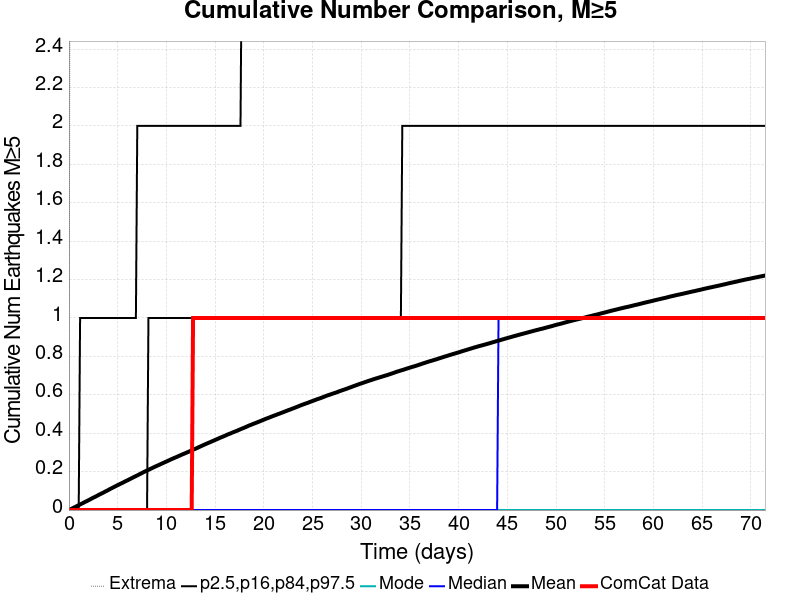 Cumulative Number Comparison, M≥5
Cumulative Num Earthquakes M≥5
2.4
2.2
2
1.8
1.6
1.4
1.2
1
0.8
0.6
0.4
0.2
0
0 5 10 15 20 25 30 35 40 45 50 55 60 65 70
Time (days)
Extrema p2.5,p16,p84,p97.5 Mode Median Mean ComCat Data